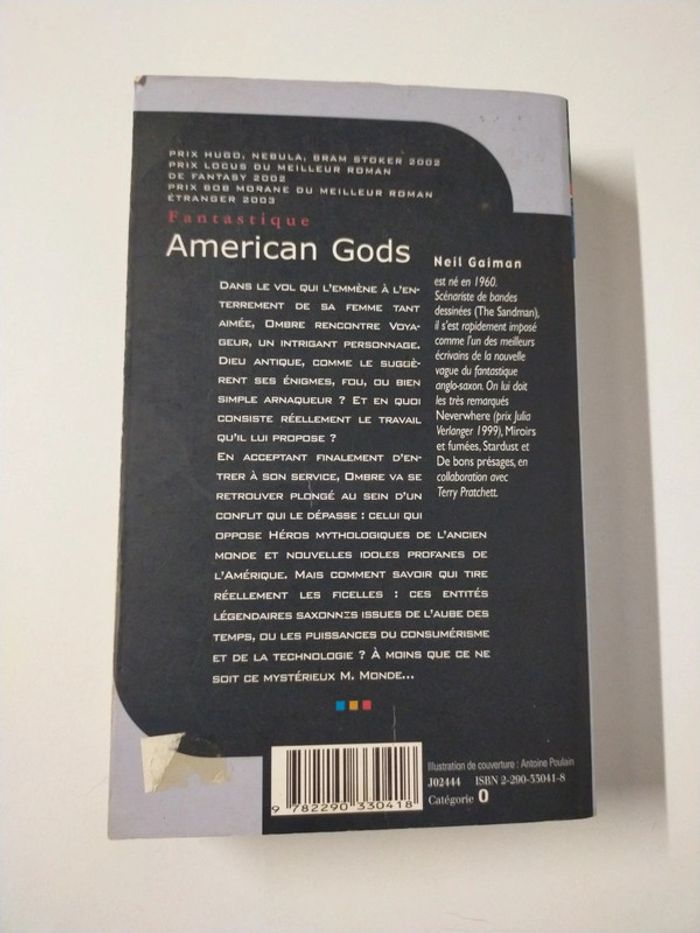 PRIX HUGO, NEBULA, BRAM STOKER 2002
PRIX LOCUS DU MEILLEUR ROMAN
DE FANTASY 2002
PRIX BOB MORANE DU MEILLEUR ROMAN
ÉTRANGER 2003
Fantastique
American Gods
DANS LE VOL QUI L'EMMÈNE À L'EN-
TERREMENT DE SA FEMME TANT
AIMÉE, OMBRE RENCONTRE VOYA-
GEUR, UN INTRIGANT PERSONNAGE.
DIEU ANTIQUE, COMME LE SUGGÈ-
RENT SES ÉNIGMES, FOU, OU BIEN
SIMPLE ARNAQUEUR ? ET EN QUOI
CONSISTE RÉELLEMENT LE TRAVAIL
QU'IL LUI PROPOSE ?
EN ACCEPTANT FINALEMENT D'EN-
TRER À SON SERVICE, OMBRE VA SE
RETROUVER PLONGÉ AU SEIN D'UN
CONFLIT QUI LE DÉPASSE : CELUI QUI
OPPOSE HÉROS MYTHOLOGIQUES DE L'ANCIEN
MONDE ET NOUVELLES IDOLES PROFANES DE
L'AMÉRIQUE. MAIS COMMENT SAVOIR QUI TIRE
RÉELLEMENT LES FICELLES : CES ENTITÉS
LÉGENDAIRES SAXONNES ISSUES DE L'AUBE DES
TEMPS, OU LES PUISSANCES DU CONSUMÉRISME
ET DE LA TECHNOLOGIE ? À MOINS QUE CE NE
SOIT CE MYSTÉRIEUX M. MONDE...
Neil Gaiman
est né en 1960.
Scénariste de bandes
dessinées (The Sandman),
il s'est rapidement imposé
comme l'un des meilleurs
écrivains de la nouvelle
vague du fantastique
anglo-saxon. On lui doit
les très remarqués
Neverwhere (prix Julia
Verlanger 1999), Miroirs
et fumées, Stardust et
De bons présages, en
collaboration avec
Terry Pratchett.
Illustration de couverture : Antoine Poulain
J02444 ISBN 2-290-33041-8
Catégorie 0
9 782290 330418